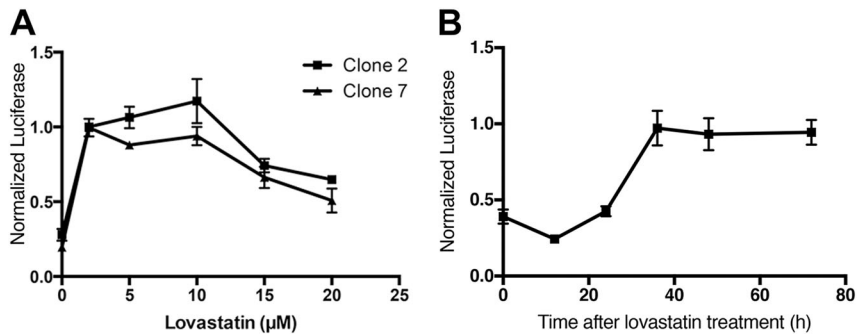 A
Normalized Luciferase
1.5
1.0
0.5
0.0
0 5 10 15 20 25
Lovastatin (µM)
Clone 2
Clone 7
B
Normalized Luciferase
1.5
1.0
0.5
0.0
0 20 40 60 80
Time after lovastatin treatment (h)